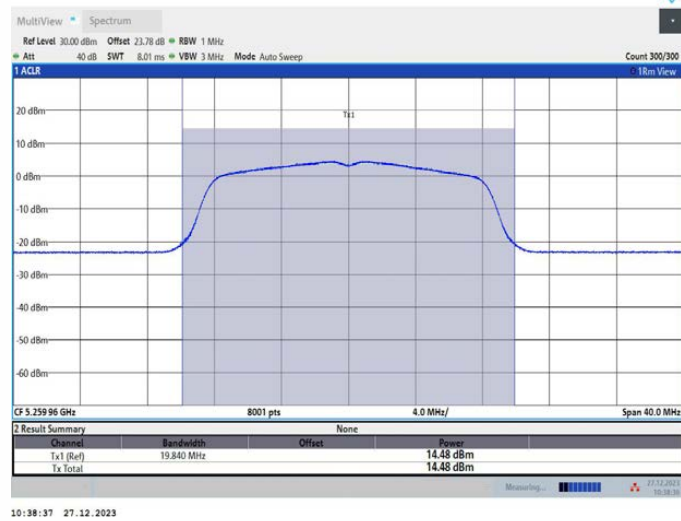 MultiView Spectrum
Ref Level 30.00 dBm Offset 23.78 dB RBW 1 MHz
Att 40 dB SWT 8.01 ms VBW 3 MHz Mode Auto Sweep Count 300/300
1 ACLR 1Rm View
Tx1
20 dBm
10 dBm
0 dBm
-10 dBm
-20 dBm
-30 dBm
-40 dBm
-50 dBm
-60 dBm
CF 5.25996 GHz 8001 pts 4.0 MHz/ Span 40.0 MHz
2 Result Summary None
Channel Bandwidth Offset Power
Tx1 (Ref) 19.840 MHz 14.48 dBm
Tx Total 14.48 dBm
Measuring... 27.12.2023
10:38:36
10:38:37 27.12.2023